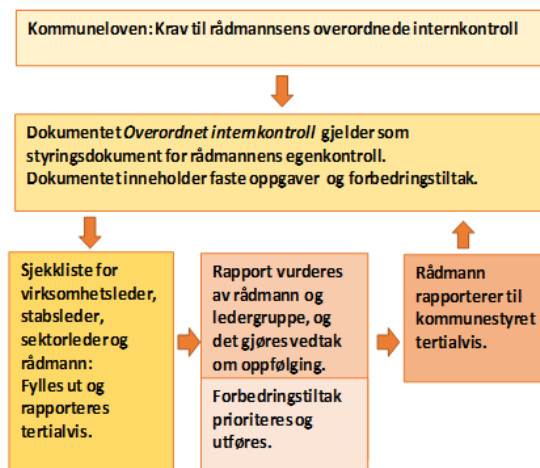 Kommuneloven: Krav til rådmannsens overordnede internkontroll
Dokumentet Overordnet internkontroll gjelder som
styringsdokument for rådmannens egenkontroll.
Dokumentet inneholder faste oppgaver og forbedringstiltak.
Sjekkliste for
virksomhetsleder,
stabsleder,
sektorleder og
rådmann:
Fylles ut og
rapporteres
tertialvis.
Rapport vurderes
av rådmann og
ledergruppe, og
det gjøres vedtak
om oppfølging.
Forbedringstiltak
prioriteres og
utføres.
Rådmann
rapporterer til
kommunestyret
tertialvis.